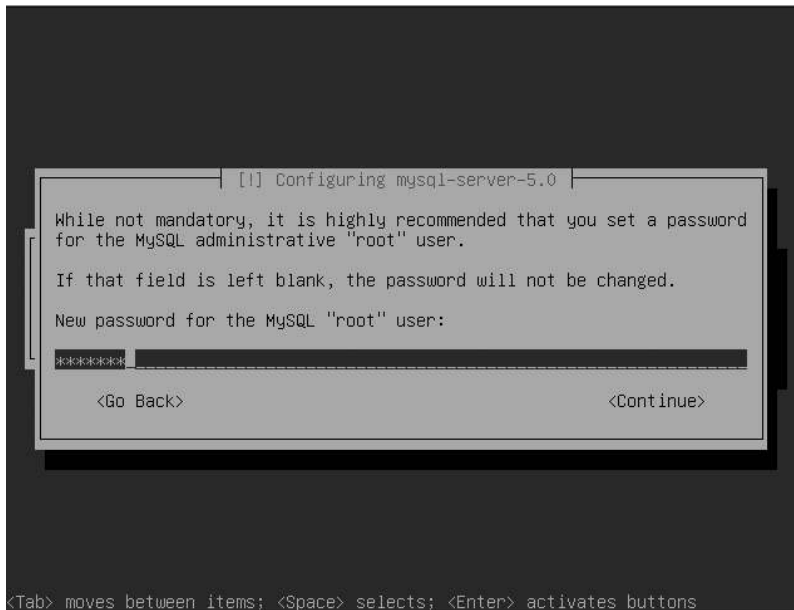 [!] Configuring mysql-server-5.0
While not mandatory, it is highly recommended that you set a password
for the MySQL administrative "root" user.
If that field is left blank, the password will not be changed.
New password for the MySQL "root" user:
*******
<Go Back> <Continue>
<Tab> moves between items; <Space> selects; <Enter> activates buttons